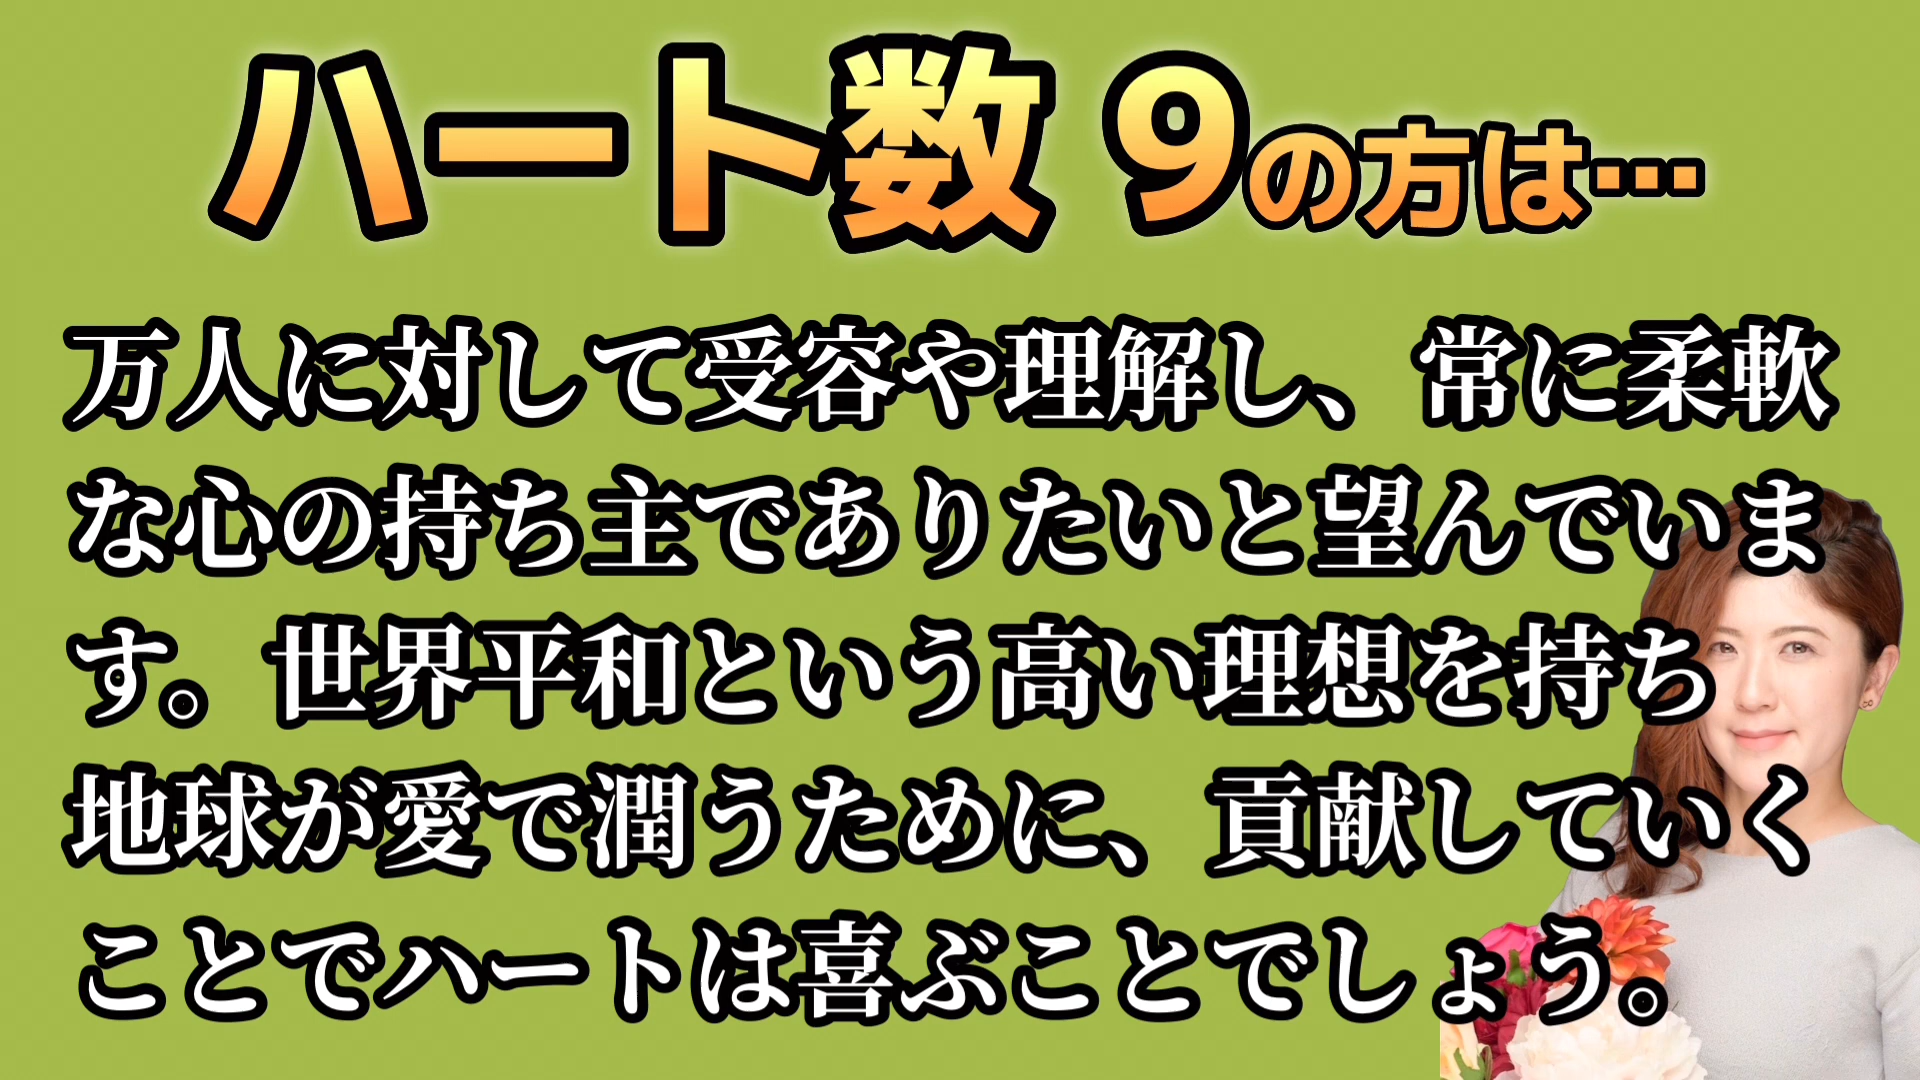 ハート数 9の方は…
万人に対して受容や理解し、常に柔軟
な心の持ち主でありたいと望んでいま
す。世界平和という高い理想を持ち
地球が愛で潤うために、貢献していく
ことでハートは喜ぶことでしょう。